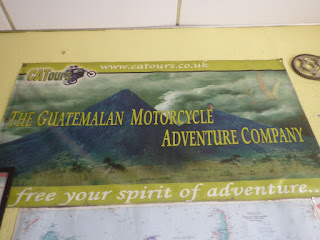 CATours
www.catours.co.uk
THE GUATEMALAN MOTORCYCLE
ADVENTURE COMPANY
free your spirit of adventure...